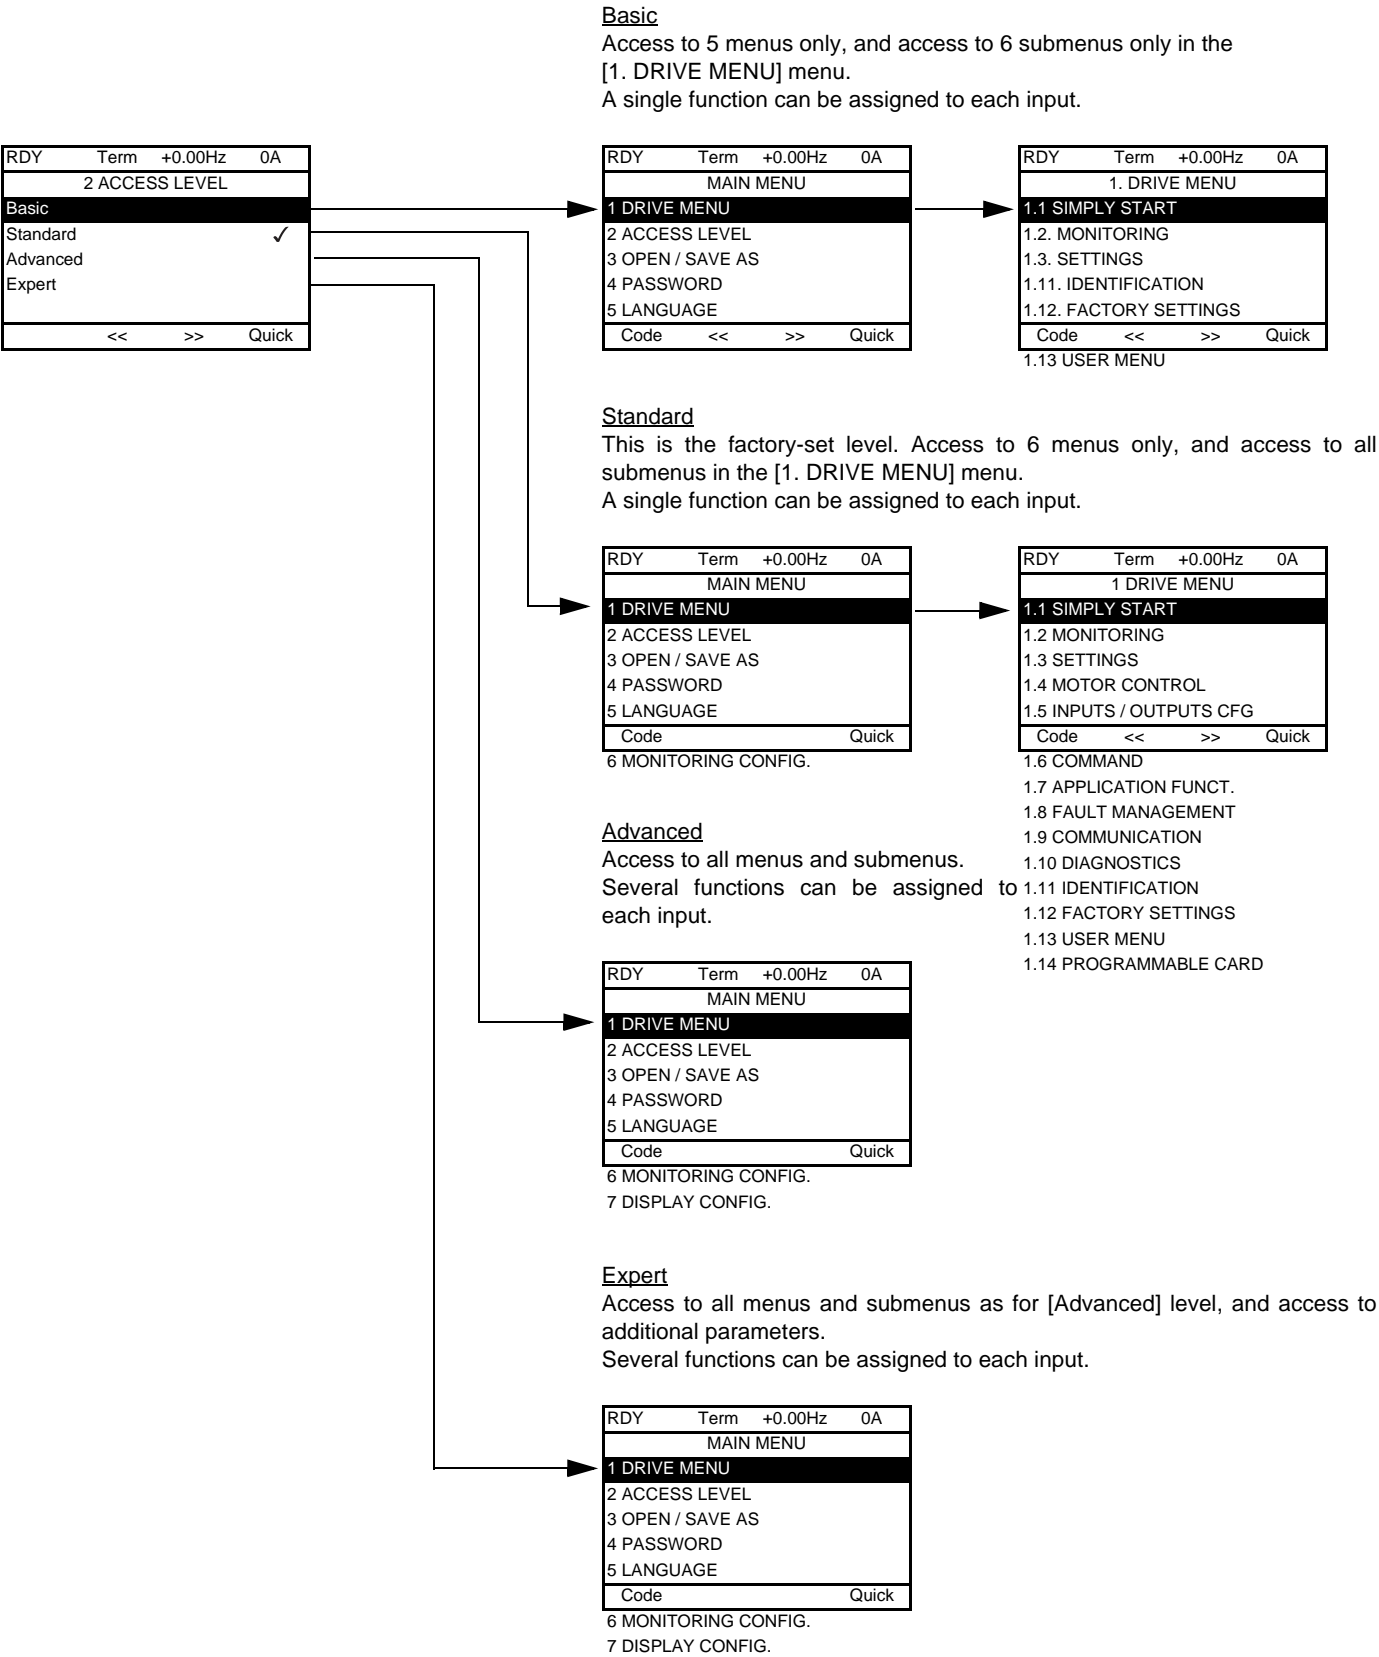 Basic
Access to 5 menus only, and access to 6 submenus only in the
[1. DRIVE MENU] menu.
A single function can be assigned to each input.
RDY Term +0.00Hz 0A
2 ACCESS LEVEL
Basic
Standard ✓
Advanced
Expert
<< >> Quick
RDY Term +0.00Hz 0A
MAIN MENU
1 DRIVE MENU
2 ACCESS LEVEL
3 OPEN / SAVE AS
4 PASSWORD
5 LANGUAGE
Code << >> Quick
RDY Term +0.00Hz 0A
1. DRIVE MENU
1.1 SIMPLY START
1.2. MONITORING
1.3. SETTINGS
1.11. IDENTIFICATION
1.12. FACTORY SETTINGS
Code << >> Quick
1.13 USER MENU
Standard
This is the factory-set level. Access to 6 menus only, and access to all
submenus in the [1. DRIVE MENU] menu.
A single function can be assigned to each input.
RDY Term +0.00Hz 0A
MAIN MENU
1 DRIVE MENU
2 ACCESS LEVEL
3 OPEN / SAVE AS
4 PASSWORD
5 LANGUAGE
Code Quick
6 MONITORING CONFIG.
RDY Term +0.00Hz 0A
1 DRIVE MENU
1.1 SIMPLY START
1.2 MONITORING
1.3 SETTINGS
1.4 MOTOR CONTROL
1.5 INPUTS / OUTPUTS CFG
Code << >> Quick
1.6 COMMAND
1.7 APPLICATION FUNCT.
1.8 FAULT MANAGEMENT
1.9 COMMUNICATION
1.10 DIAGNOSTICS
1.11 IDENTIFICATION
1.12 FACTORY SETTINGS
1.13 USER MENU
1.14 PROGRAMMABLE CARD
Advanced
Access to all menus and submenus.
Several functions can be assigned to
each input.
RDY Term +0.00Hz 0A
MAIN MENU
1 DRIVE MENU
2 ACCESS LEVEL
3 OPEN / SAVE AS
4 PASSWORD
5 LANGUAGE
Code Quick
6 MONITORING CONFIG.
7 DISPLAY CONFIG.
Expert
Access to all menus and submenus as for [Advanced] level, and access to
additional parameters.
Several functions can be assigned to each input.
RDY Term +0.00Hz 0A
MAIN MENU
1 DRIVE MENU
2 ACCESS LEVEL
3 OPEN / SAVE AS
4 PASSWORD
5 LANGUAGE
Code Quick
6 MONITORING CONFIG.
7 DISPLAY CONFIG.